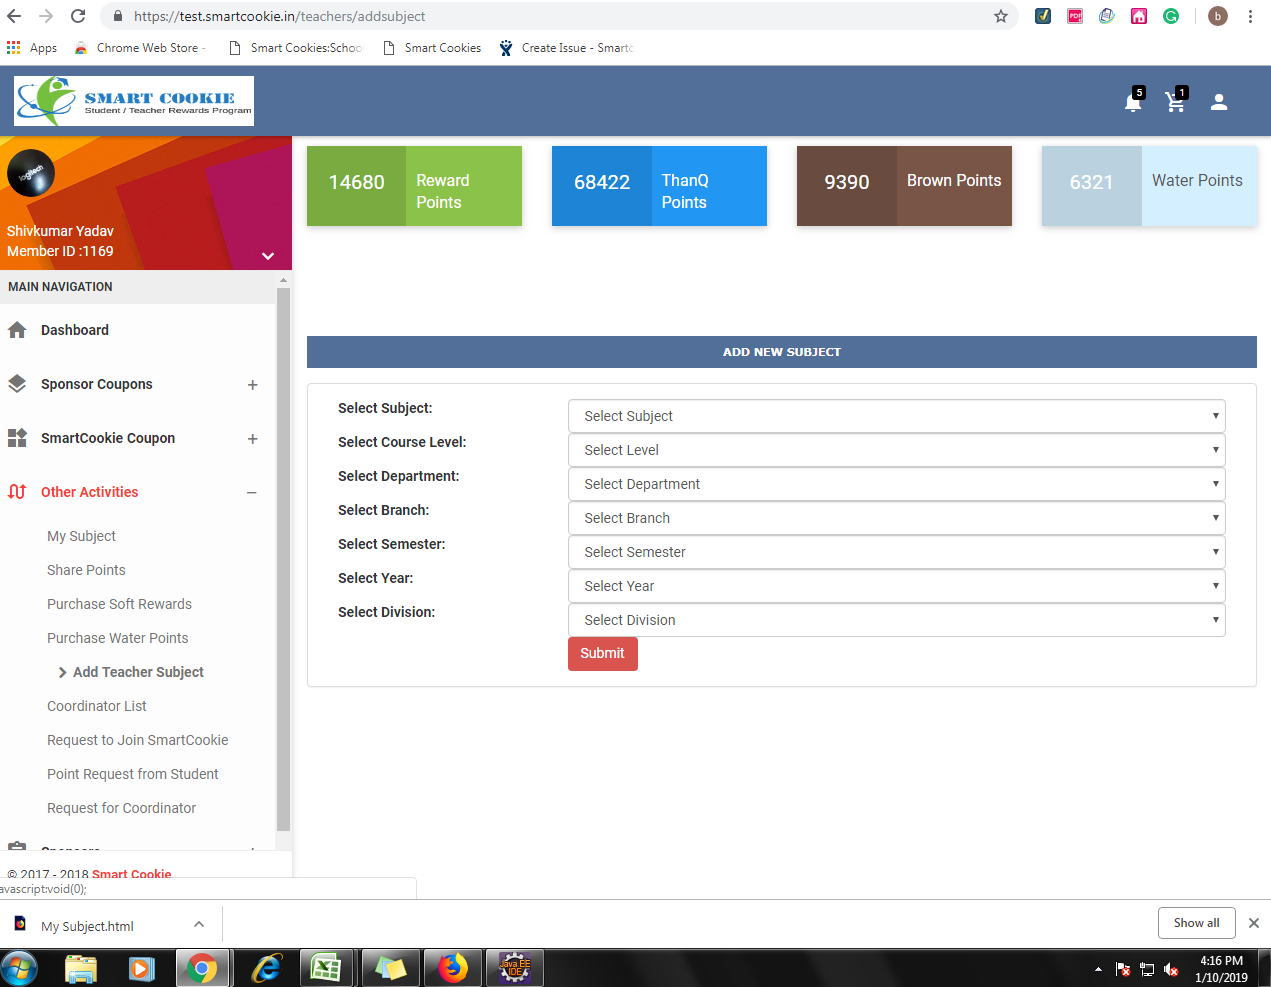 https://test.smartcookie.in/teachers/addsubject
b
Apps
Chrome Web Store -
Smart Cookies:Schoo
Smart Cookies
Create Issue - Smartc
SMART COOKIE
Student / Teacher Rewards Program
5
1
logitech
Shivkumar Yadav
Member ID :1169
14680
Reward
Points
68422
ThanQ
Points
9390
Brown Points
6321
Water Points
MAIN NAVIGATION
Dashboard
Sponsor Coupons +
SmartCookie Coupon +
Other Activities −
My Subject
Share Points
Purchase Soft Rewards
Purchase Water Points
Add Teacher Subject
Coordinator List
Request to Join SmartCookie
Point Request from Student
Request for Coordinator
Sponsors
© 2017 - 2018 Smart Cookie
avascript:void(0);
ADD NEW SUBJECT
Select Subject: Select Subject
Select Course Level: Select Level
Select Department: Select Department
Select Branch: Select Branch
Select Semester: Select Semester
Select Year: Select Year
Select Division: Select Division
Submit
My Subject.html
Show all
Java EE
IDE
4:16 PM
1/10/2019